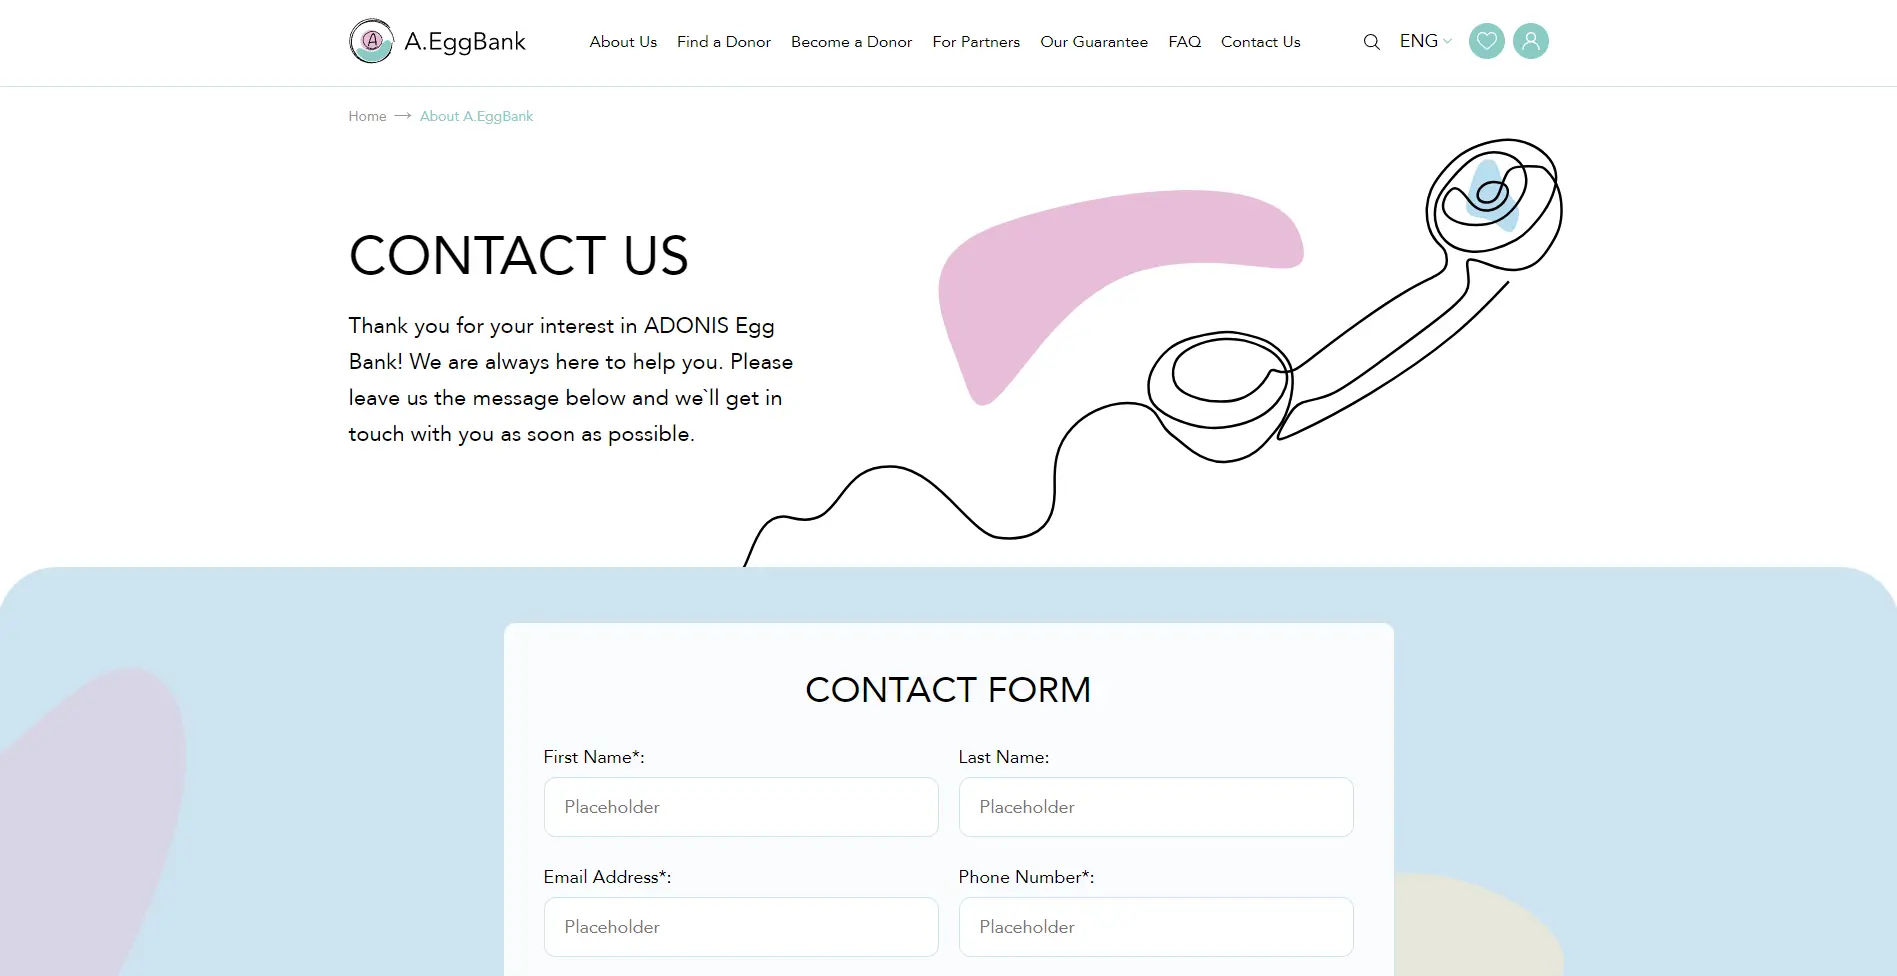 A.EggBank
About Us Find a Donor Become a Donor For Partners Our Guarantee FAQ Contact Us
ENG
Home → About A.EggBank
CONTACT US
Thank you for your interest in ADONIS Egg
Bank! We are always here to help you. Please
leave us the message below and we`ll get in
touch with you as soon as possible.
CONTACT FORM
First Name*: Last Name:
Placeholder Placeholder
Email Address*: Phone Number*:
Placeholder Placeholder